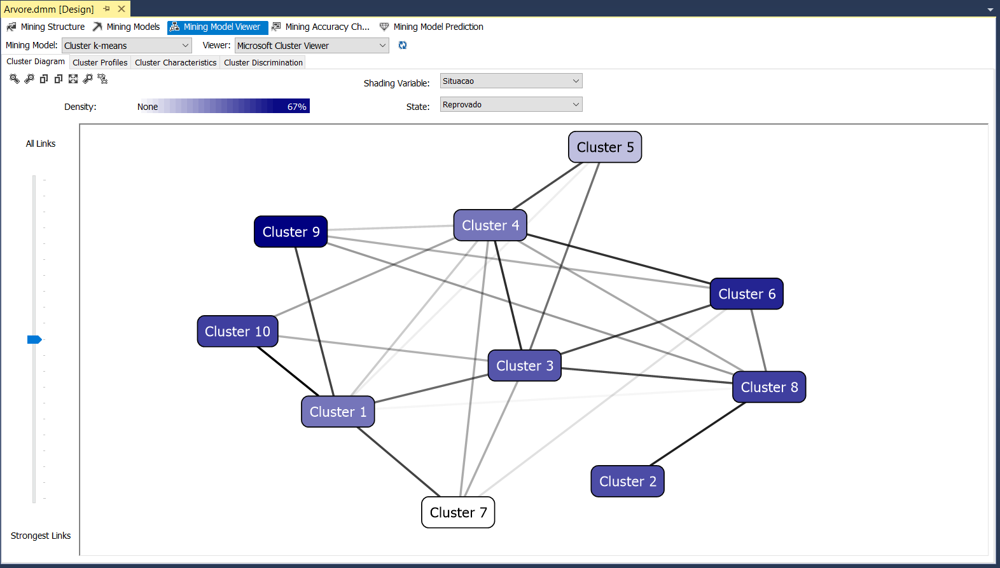 Arvore.dmm [Design]
Mining Structure Mining Models Mining Model Viewer Mining Accuracy Ch... Mining Model Prediction
Mining Model: Cluster k-means Viewer: Microsoft Cluster Viewer
Cluster Diagram Cluster Profiles Cluster Characteristics Cluster Discrimination
Shading Variable: Situacao
Density: None 67% State: Reprovado
All Links
Cluster 5
Cluster 4
Cluster 9
Cluster 6
Cluster 10
Cluster 3
Cluster 8
Cluster 1
Cluster 2
Cluster 7
Strongest Links